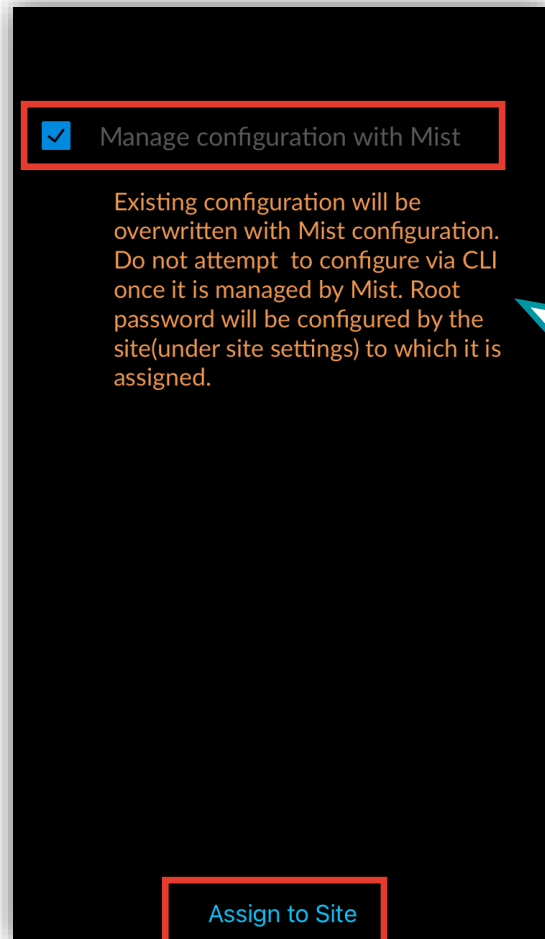 Manage configuration with Mist
Existing configuration will be
overwritten with Mist configuration.
Do not attempt  to configure via CLI
once it is managed by Mist. Root
password will be configured by the
site(under site settings) to which it is
assigned.
Assign to Site